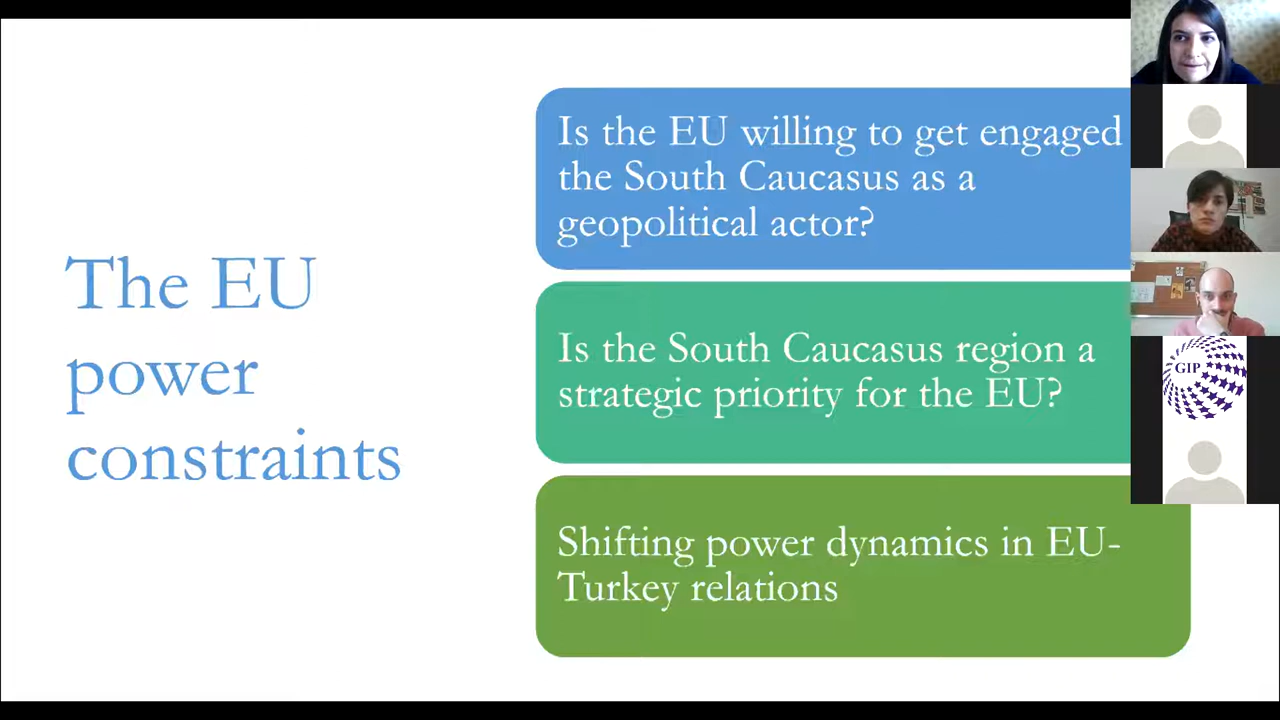 The EU
power
constraints
Is the EU willing to get engaged
the South Caucasus as a
geopolitical actor?
Is the South Caucasus region a
strategic priority for the EU?
Shifting power dynamics in EU-
Turkey relations
GIP